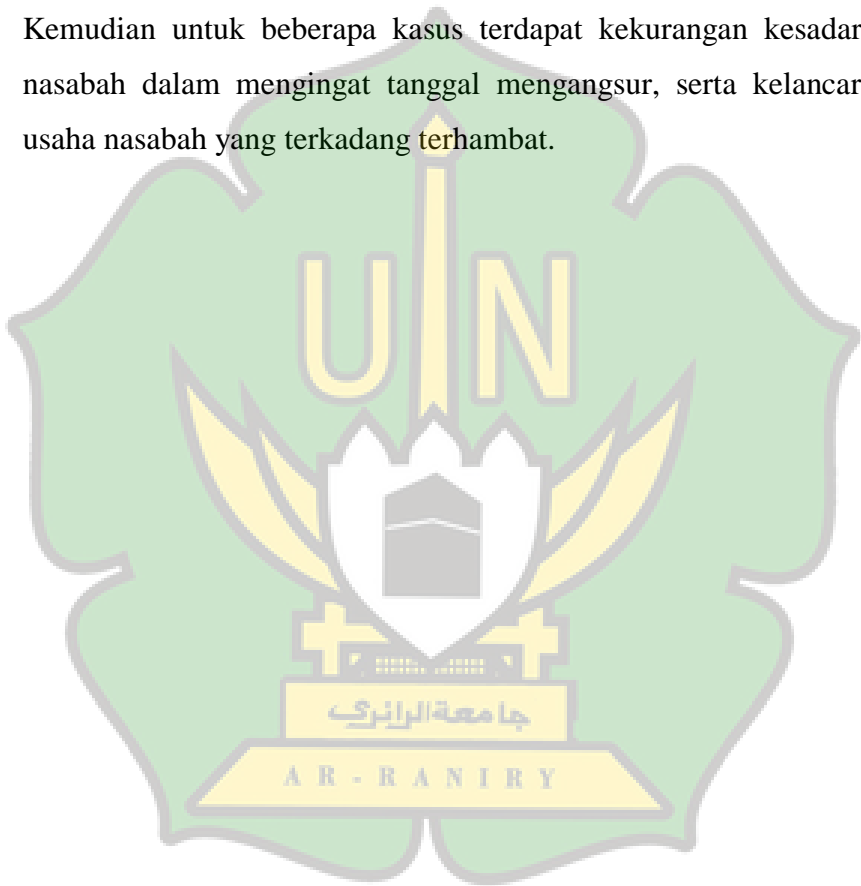 Kemudian untuk beberapa kasus terdapat kekurangan kesadar
nasabah dalam mengingat tanggal mengangsur, serta kelancar
usaha nasabah yang terkadang terhambat.
UIN
جامعة الرانري
AR-RANIRY